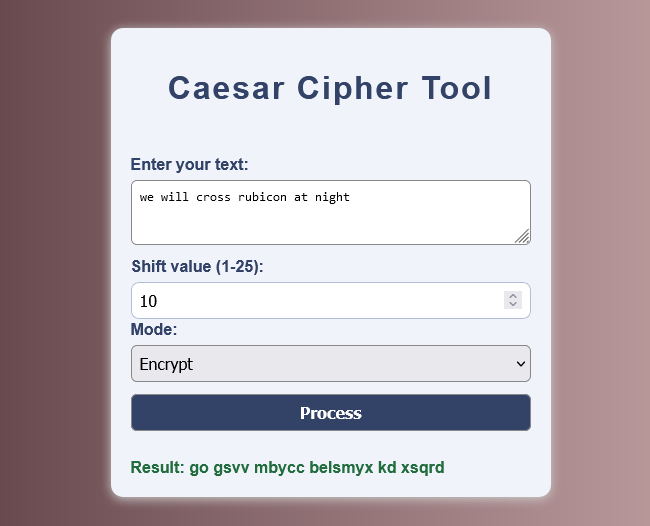 Caesar Cipher Tool
Enter your text:
we will cross rubicon at night
Shift value (1-25):
10
Mode:
Encrypt
Process
Result: go gsvv mbycc belsmyx kd xsqrd